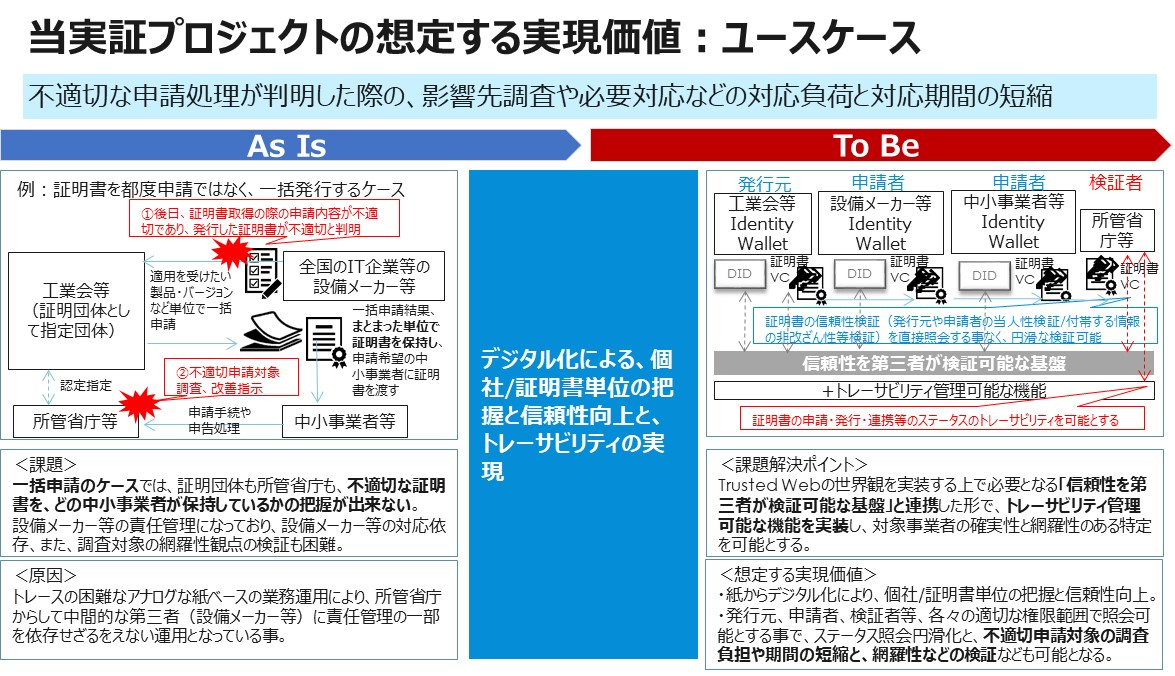 当実証プロジェクトの想定する実現価値：ユースケース
不適切な申請処理が判明した際の、影響先調査や必要対応などの対応負荷と対応期間の短縮
As Is
To Be
例：証明書を都度申請ではなく、一括発行するケース
①後日、証明書取得の際の申請内容が不適
切であり、発行した証明書が不適切と判明
工業会等
（証明団体とし
て指定団体）
適用を受けたい
製品・バージョン
など単位で一括
申請
全国のIT企業等の
設備メーカー等
一括申請結果、
まとまった単位で
証明書を保持し、
申請希望の中
小事業者に証明
書を渡す
②不適切申請対象
調査、改善指示
認定指定
所管省庁等
申請手続や
申告処理
中小事業者等
＜課題＞
一括申請のケースでは、証明団体も所管省庁も、不適切な証明
書を、どの中小事業者が保持しているかの把握が出来ない。
設備メーカー等の責任管理になっており、設備メーカー等の対応依
存、また、調査対象の網羅性観点の検証も困難。
＜原因＞
トレースの困難なアナログな紙ベースの業務運用により、所管省庁
からして中間的な第三者（設備メーカー等）に責任管理の一部
を依存せざるをえない運用となっている事。
デジタル化による、個
社/証明書単位の把
握と信頼性向上と、
トレーサビリティの実
現
発行元
申請者
申請者
検証者
工業会等
Identity
Wallet
設備メーカー等
Identity
Wallet
中小事業者等
Identity
Wallet
所管省
庁等
DID
証明書
VC
DID
証明書
VC
DID
証明書
VC
証明書
VC
証明書の信頼性検証（発行元や申請者の当人性検証/付帯する情報
の非改ざん性等検証）を直接照会する事なく、円滑な検証可能
信頼性を第三者が検証可能な基盤
＋トレーサビリティ管理可能な機能
証明書の申請・発行・連携等のステータスのトレーサビリティを可能とする
＜課題解決ポイント＞
Trusted Webの世界観を実装する上で必要となる「信頼性を第
三者が検証可能な基盤」と連携した形で、トレーサビリティ管理
可能な機能を実装し、対象事業者の確実性と網羅性のある特定
を可能とする。
＜想定する実現価値＞
・紙からデジタル化により、個社/証明書単位の把握と信頼性向上。
・発行元、申請者、検証者等、各々の適切な権限範囲で照会可
能とする事で、ステータス照会円滑化と、不適切申請対象の調査
負担や期間の短縮と、網羅性などの検証なども可能となる。